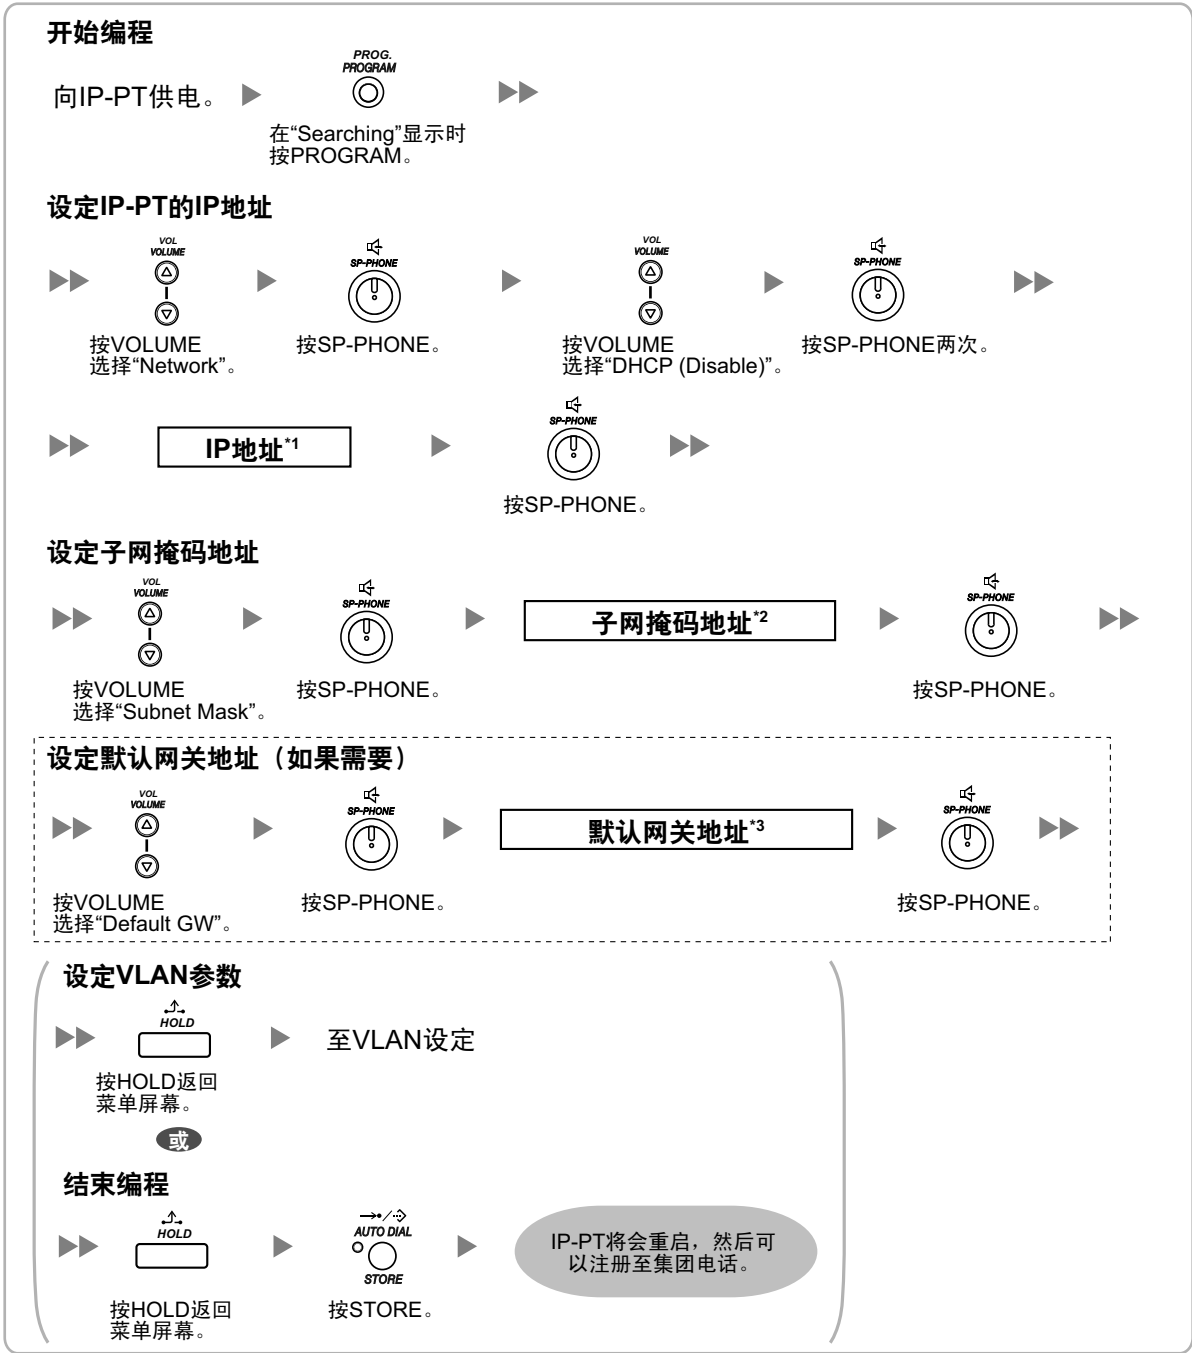 开始编程
向IP-PT供电。
PROG.
PROGRAM
在“Searching”显示时
按PROGRAM。
设定IP-PT的IP地址
VOL
VOLUME
按VOLUME
选择“Network”。
SP-PHONE
按SP-PHONE。
VOL
VOLUME
按VOLUME
选择“DHCP (Disable)”。
SP-PHONE
按SP-PHONE两次。
IP地址*1
SP-PHONE
按SP-PHONE。
设定子网掩码地址
VOL
VOLUME
按VOLUME
选择“Subnet Mask”。
SP-PHONE
按SP-PHONE。
子网掩码地址*2
SP-PHONE
按SP-PHONE。
设定默认网关地址（如果需要）
VOL
VOLUME
按VOLUME
选择“Default GW”。
SP-PHONE
按SP-PHONE。
默认网关地址*3
SP-PHONE
按SP-PHONE。
设定VLAN参数
HOLD
按HOLD返回
菜单屏幕。
至VLAN设定
或
结束编程
HOLD
按HOLD返回
菜单屏幕。
AUTO DIAL
STORE
按STORE。
IP-PT将会重启，然后可
以注册至集团电话。